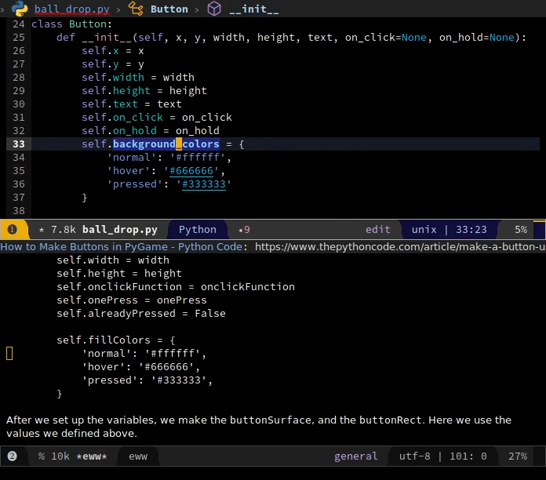 ball_drop.py > Button > __init__
24 class Button:
25 def __init__(self, x, y, width, height, text, on_click=None, on_hold=None):
26 self.x = x
27 self.y = y
28 self.width = width
29 self.height = height
30 self.text = text
31 self.on_click = on_click
32 self.on_hold = on_hold
33 self.background_colors = {
34 'normal': '#ffffff',
35 'hover': '#666666',
36 'pressed': '#333333'
37 }
38
1 * 7.8k ball_drop.py Python •9 edit unix | 33:23 5%
How to Make Buttons in PyGame - Python Code: https://www.thepythoncode.com/article/make-a-button-u
self.width = width
self.height = height
self.onclickFunction = onclickFunction
self.onePress = onePress
self.alreadyPressed = False
self.fillColors = {
'normal': '#ffffff',
'hover': '#666666',
'pressed': '#333333',
}
After we set up the variables, we make the buttonSurface, and the buttonRect. Here we use the
values we defined above.
2 % 10k *eww* eww general utf-8 | 101: 0 27%